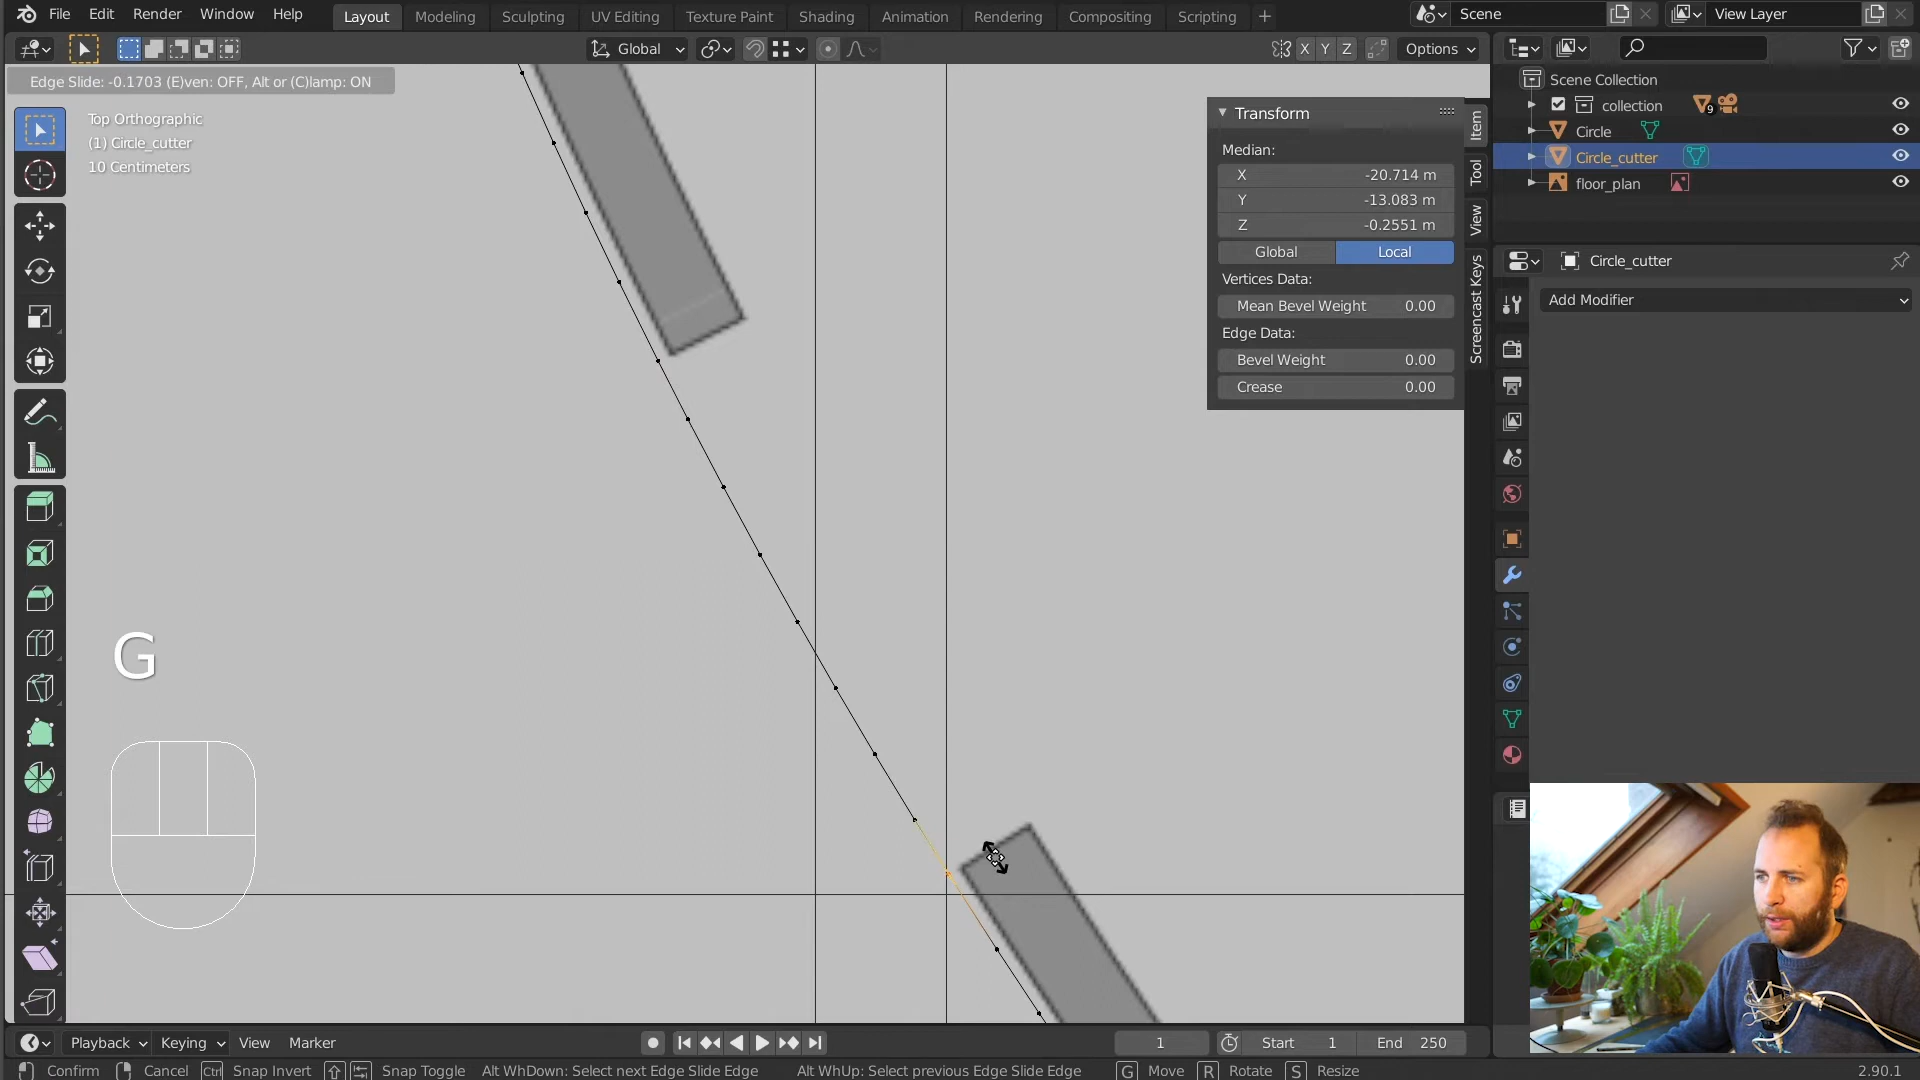 File Edit Render Window Help Layout Modeling Sculpting UV Editing Texture Paint Shading Animation Rendering Compositing Scripting + Scene View Layer
Global X Y Z Options
Edge Slide: -0.1703 (E)ven: OFF, Alt or (C)lamp: ON
Top Orthographic
(1) Circle_cutter
10 Centimeters
Transform
Median:
X -20.714 m
Y -13.083 m
Z -0.2551 m
Global Local
Vertices Data:
Mean Bevel Weight 0.00
Edge Data:
Bevel Weight 0.00
Crease 0.00
Item
Tool
View
Screencast Keys
Scene Collection
collection 9
Circle
Circle_cutter
floor_plan
Circle_cutter
Add Modifier
G
Playback Keying View Marker 1 Start 1 End 250
Confirm Cancel Ctrl Snap Invert Snap Toggle Alt WhDown: Select next Edge Slide Edge Alt WhUp: Select previous Edge Slide Edge G Move R Rotate S Resize 2.90.1